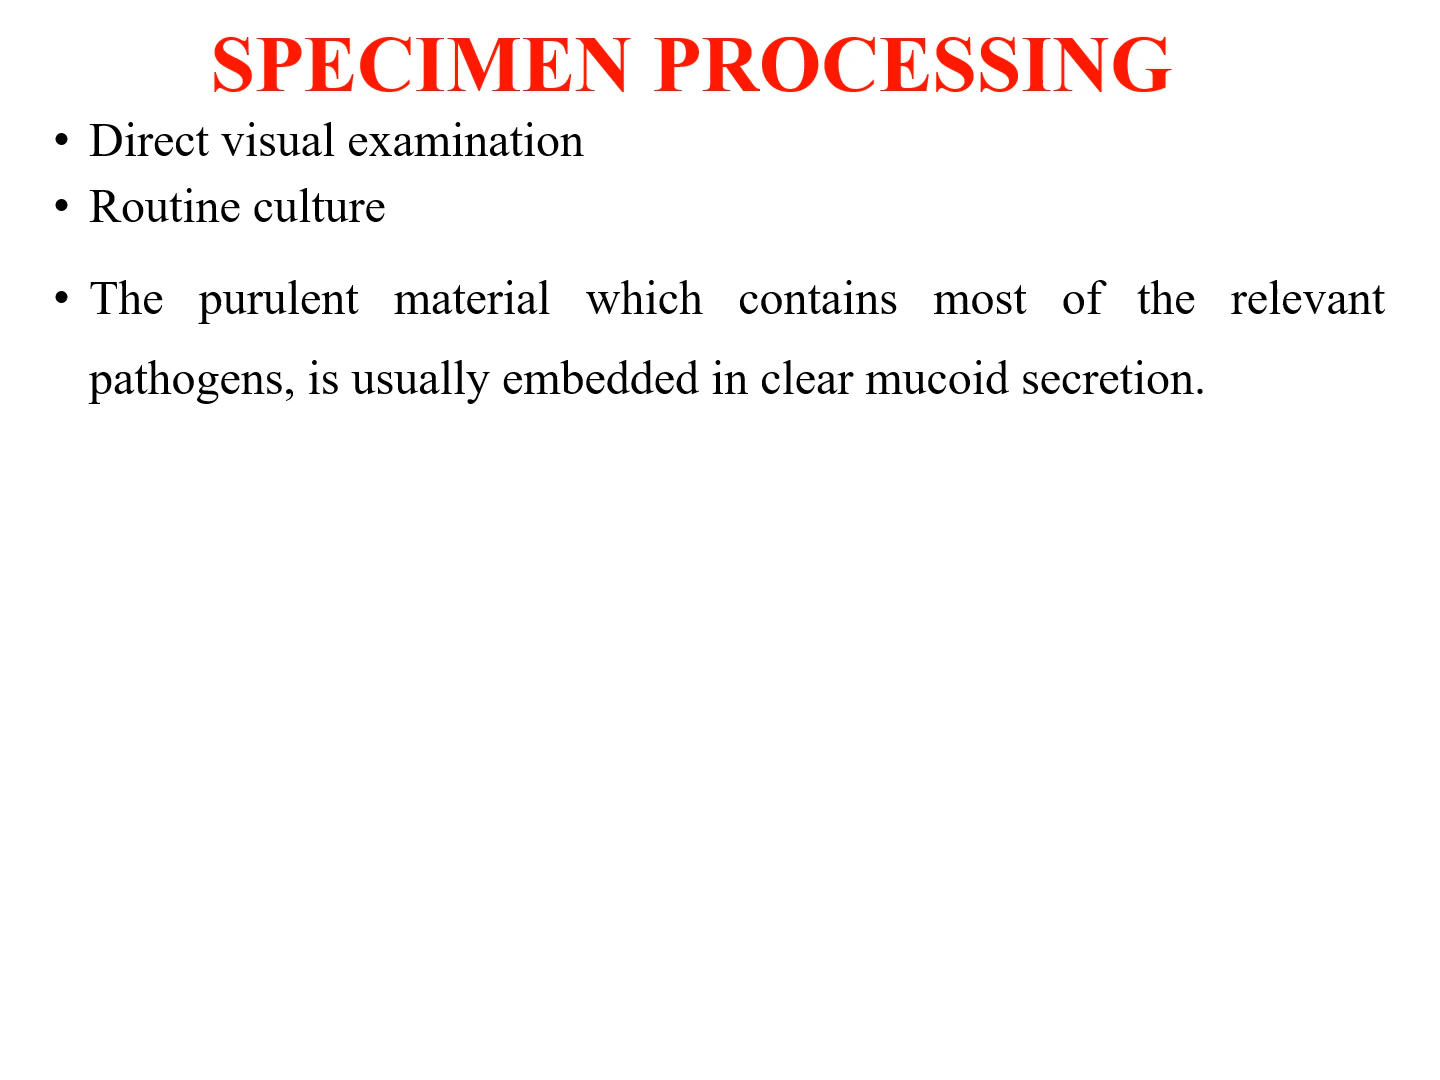 SPECIMEN PROCESSING
• Direct visual examination
• Routine culture
• The purulent material which contains most of the relevant
pathogens, is usually embedded in clear mucoid secretion.